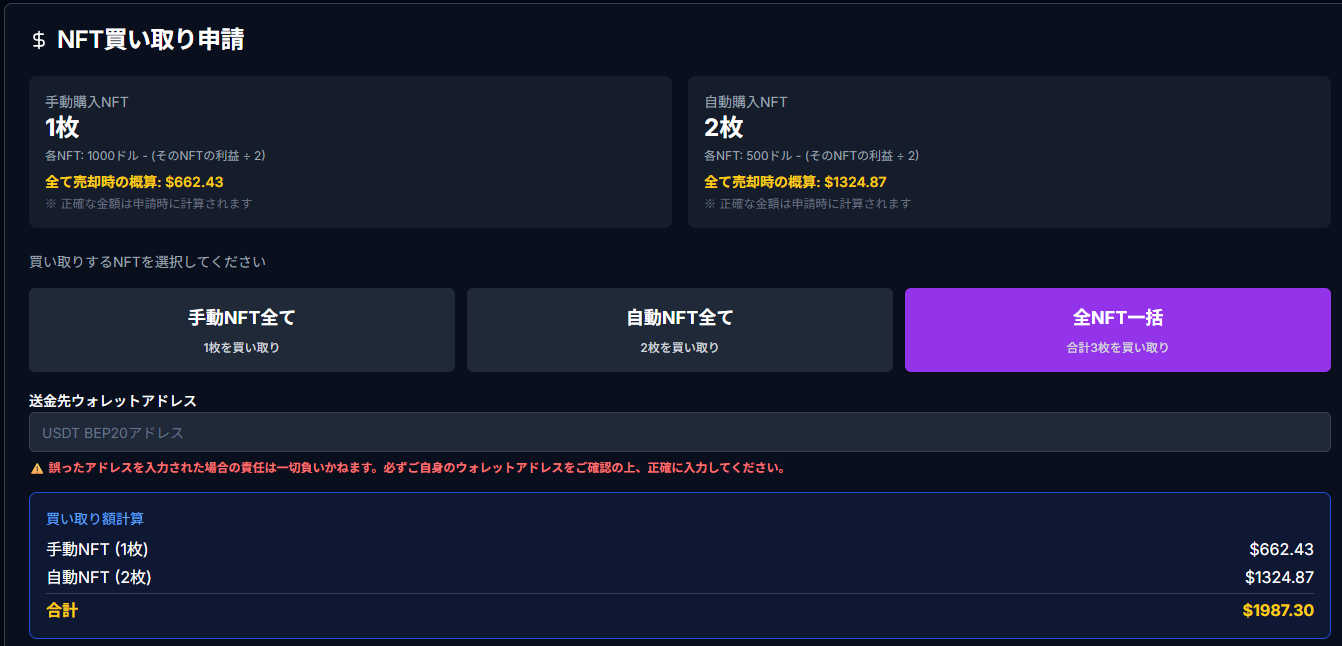 $ NFT買い取り申請
手動購入NFT
1枚
各NFT: 1000ドル - (そのNFTの利益 ÷ 2)
全て売却時の概算: $662.43
※ 正確な金額は申請時に計算されます
自動購入NFT
2枚
各NFT: 500ドル - (そのNFTの利益 ÷ 2)
全て売却時の概算: $1324.87
※ 正確な金額は申請時に計算されます
買い取りするNFTを選択してください
手動NFT全て
1枚を買い取り
自動NFT全て
2枚を買い取り
全NFT一括
合計3枚を買い取り
送金先ウォレットアドレス
USDT BEP20アドレス
⚠ 誤ったアドレスを入力された場合の責任は一切負いかねます。必ずご自身のウォレットアドレスをご確認の上、正確に入力してください。
買い取り額計算
手動NFT (1枚) $662.43
自動NFT (2枚) $1324.87
合計 $1987.30